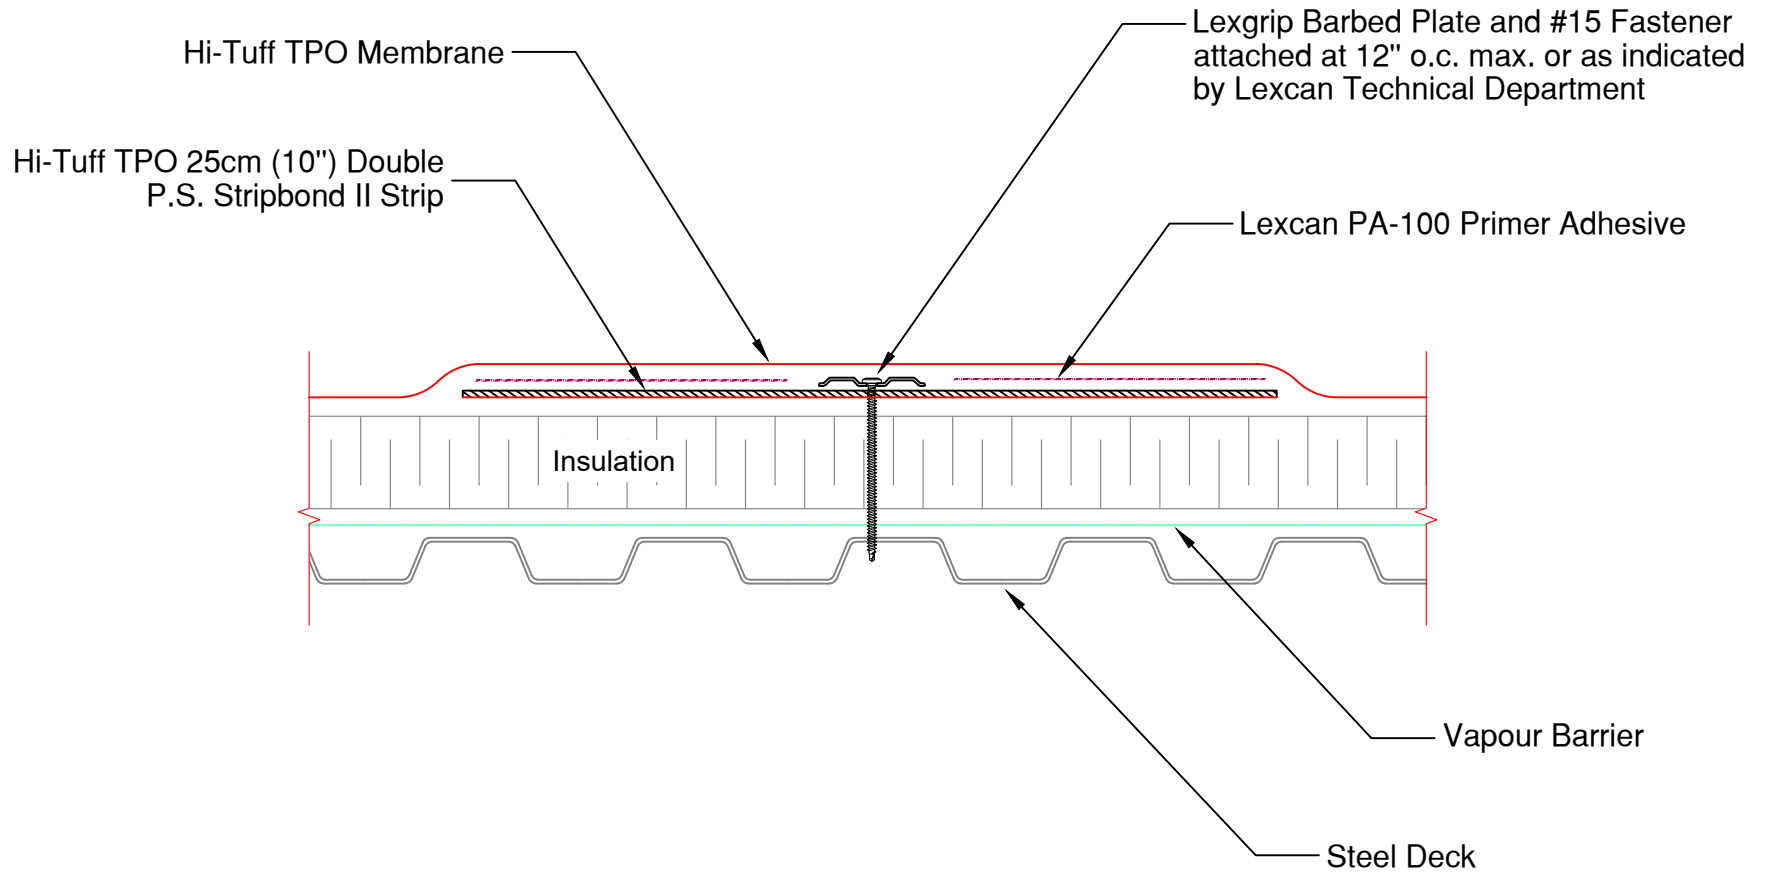 Lexgrip Barbed Plate and #15 Fastener
attached at 12" o.c. max. or as indicated
by Lexcan Technical Department
Hi-Tuff TPO Membrane
Hi-Tuff TPO 25cm (10") Double
P.S. Stripbond II Strip
Lexcan PA-100 Primer Adhesive
Insulation
Vapour Barrier
Steel Deck